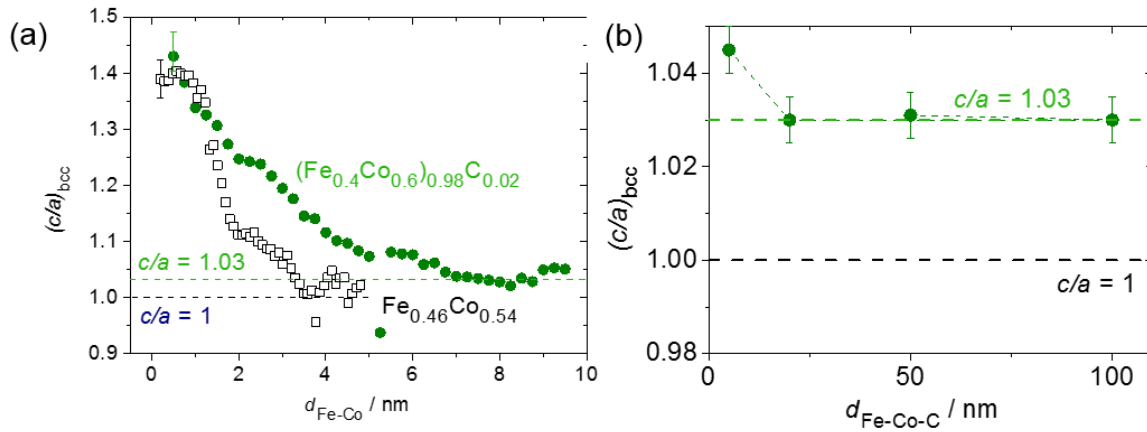 (a)
1.5
1.4
1.3
1.2
1.1
1.0
0.9
(c/a)bcc
(Fe0.4Co0.6)0.98C0.02
c/a = 1.03
c/a = 1
Fe0.46Co0.54
0
2
4
6
8
10
dFe-Co / nm
(b)
1.04
1.02
1.00
0.98
(c/a)bcc
c/a = 1.03
c/a = 1
0
50
100
dFe-Co-C / nm